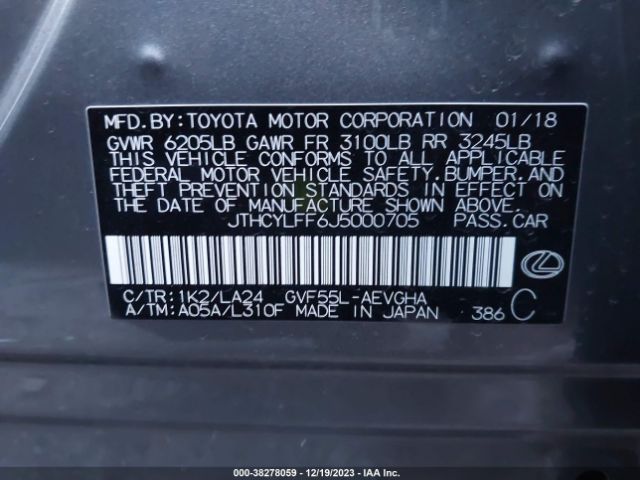 MFD.BY:TOYOTA MOTOR CORPORATION 01/18
GVWR 6205LB GAWR FR 3100LB RR 3245LB
THIS VEHICLE CONFORMS TO ALL APPLICABLE
FEDERAL MOTOR VEHICLE SAFETY,BUMPER,AND
THEFT PREVENTION STANDARDS IN EFFECT ON
THE DATE OF MANUFACTURE SHOWN ABOVE.
JTHCYLFF6J5000705 PASS.CAR
C/TR:1K2/LA24 GVF55L-AEVGHA
A/TM:A05A/L310F MADE IN JAPAN 386 C
000-38278059 - 12/19/2023 - IAA Inc.